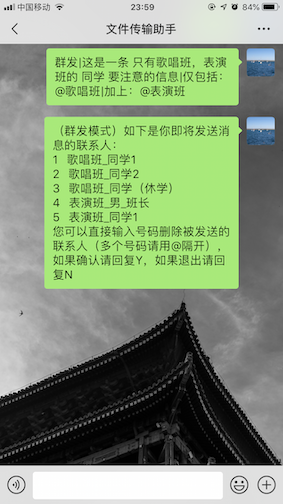 中国移动
23:59
84%
文件传输助手
群发|这是一条 只有歌唱班，表演
班的 同学 要注意的信息|仅包括：
@歌唱班|加上：@表演班
（群发模式）如下是你即将发送消
息的联系人：
1 歌唱班_同学1
2 歌唱班_同学2
3 歌唱班_同学（休学）
4 表演班_男_班长
5 表演班_同学1
您可以直接输入号码删除被发送的
联系人（多个号码请用@隔开），
如果确认请回复Y，如果退出请回
复N